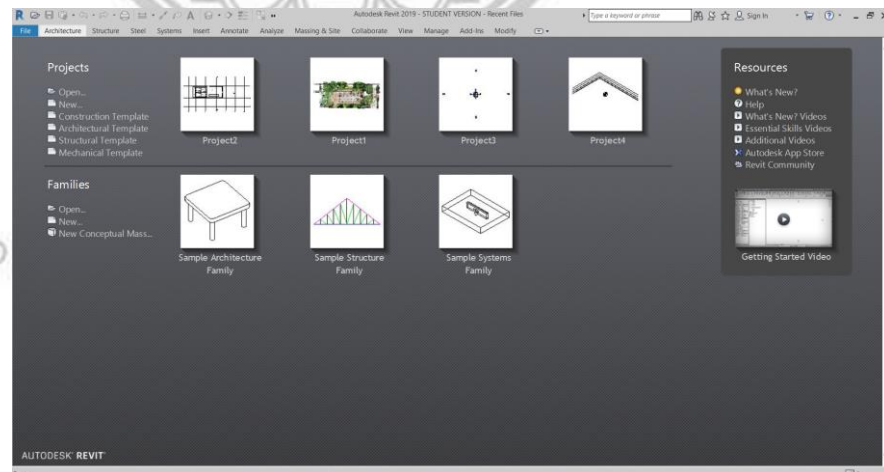 Autodesk Revit 2019 - STUDENT VERSION - Recent Files
Type a keyword or phrase
Sign In
File Architecture Structure Steel Systems Insert Annotate Analyze Massing & Site Collaborate View Manage Add-Ins Modify
Projects
Open...
New...
Construction Template
Architectural Template
Structural Template
Mechanical Template
Project2
Project1
Project3
Project4
Families
Open...
New...
New Conceptual Mass...
Sample Architecture
Family
Sample Structure
Family
Sample Systems
Family
Resources
What's New?
Help
What's New? Videos
Essential Skills Videos
Additional Videos
Autodesk App Store
Revit Community
Getting Started Video
AUTODESK® REVIT®